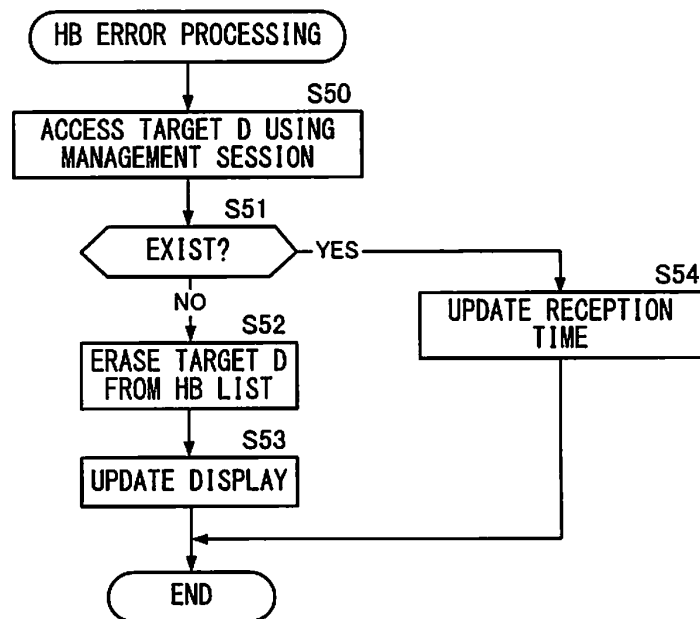 HB ERROR PROCESSING
S50
ACCESS TARGET D USING
MANAGEMENT SESSION
S51
EXIST?
YES
NO
S54
UPDATE RECEPTION
TIME
S52
ERASE TARGET D
FROM HB LIST
S53
UPDATE DISPLAY
END